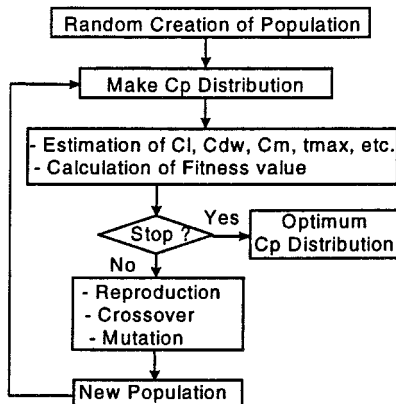 Random Creation of Population
Make Cp Distribution
- Estimation of Cl, Cdw, Cm, tmax, etc.
- Calculation of Fitness value
Stop ?
Yes
Optimum
Cp Distribution
No
- Reproduction
- Crossover
- Mutation
New Population